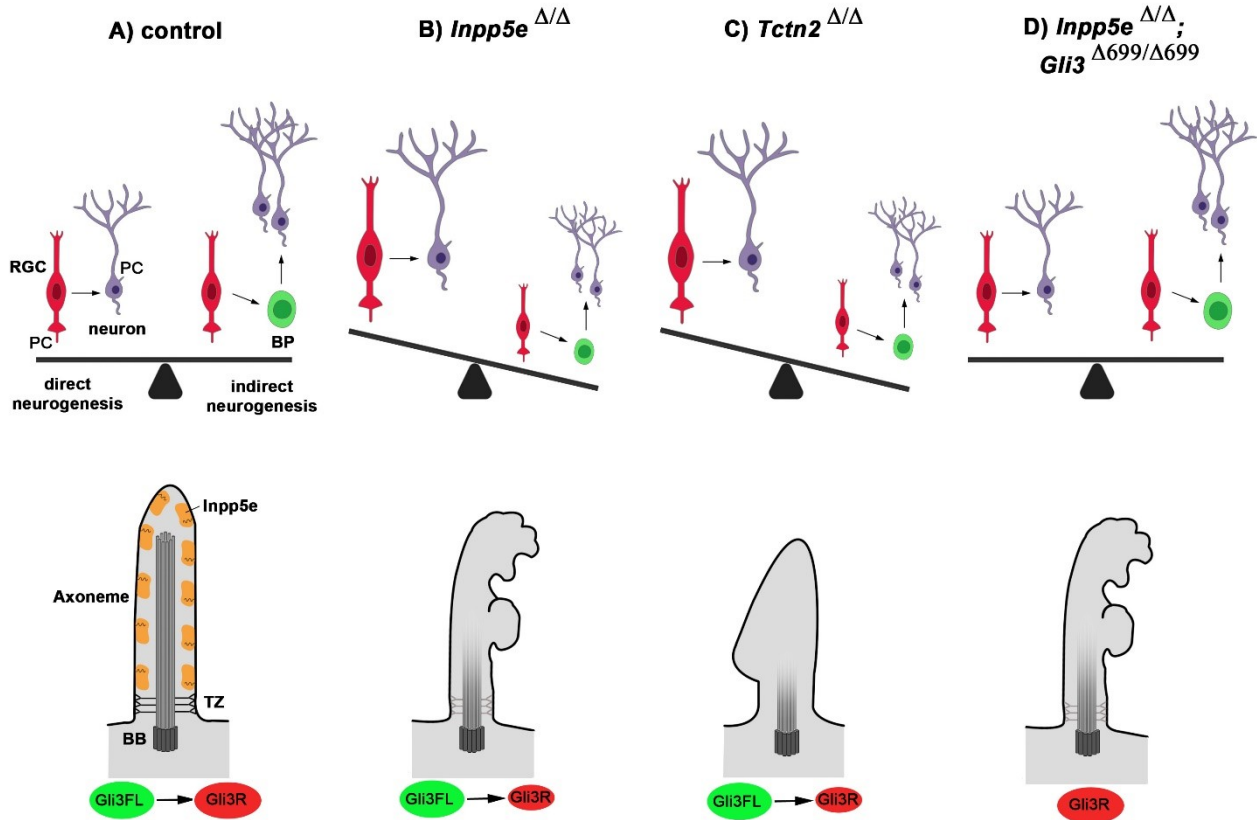 A) control
B) Inpp5e Δ/Δ
C) Tctn2 Δ/Δ
D) Inpp5e Δ/Δ;
Gli3 Δ699/Δ699
RGC
PC
neuron
PC
BP
direct
neurogenesis
indirect
neurogenesis
Inpp5e
Axoneme
TZ
BB
Gli3FL
Gli3R
Gli3FL
Gli3R
Gli3FL
Gli3R
Gli3R